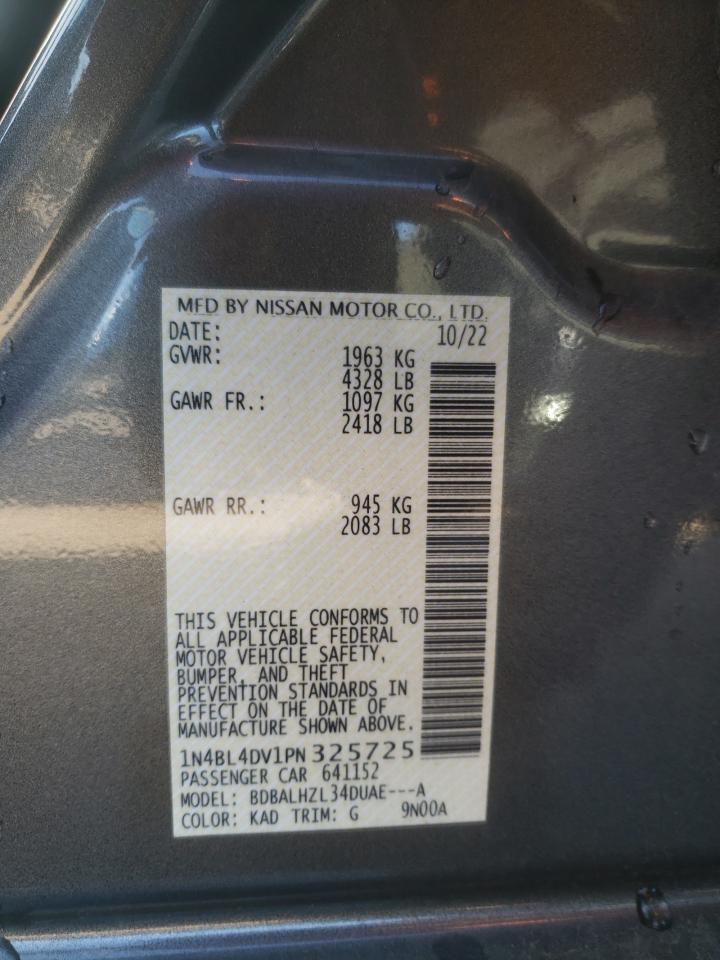 MFD BY NISSAN MOTOR CO., LTD.
DATE: 10/22
GVWR: 1963 KG
4328 LB
GAWR FR.: 1097 KG
2418 LB
GAWR RR.: 945 KG
2083 LB
THIS VEHICLE CONFORMS TO
ALL APPLICABLE FEDERAL
MOTOR VEHICLE SAFETY,
BUMPER, AND THEFT
PREVENTION STANDARDS IN
EFFECT ON THE DATE OF
MANUFACTURE SHOWN ABOVE.
1N4BL4DV1PN325725
PASSENGER CAR 641152
MODEL: BDBALHZL34DUAE---A
COLOR: KAD TRIM: G 9N00A